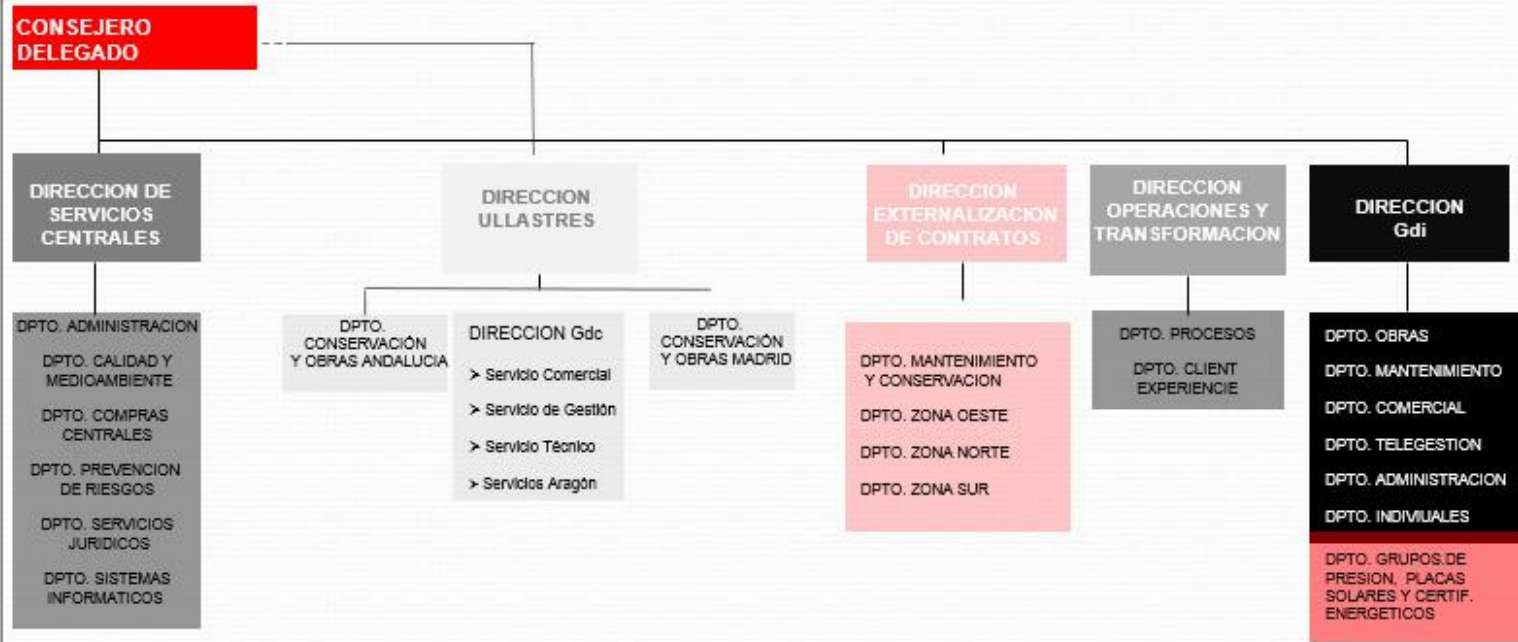 CONSEJERO
DELEGADO
DIRECCION DE
SERVICIOS
CENTRALES
DIRECCION
ULLASTRES
DIRECCION
EXTERNALIZACION
DE CONTRATOS
DIRECCION
OPERACIONES Y
TRANSFORMACION
DIRECCION
Gdi
DPTO. ADMINISTRACION
DPTO. CALIDAD Y
MEDIOAMBIENTE
DPTO. COMPRAS
CENTRALES
DPTO. PREVENCION
DE RIESGOS
DPTO. SERVICIOS
JURIDICOS
DPTO. SISTEMAS
INFORMATICOS
DPTO.
CONSERVACIÓN
Y OBRAS ANDALUCIA
DIRECCION Gdc
➢ Servicio Comercial
➢ Servicio de Gestión
➢ Servicio Técnico
➢ Servicios Aragón
DPTO.
CONSERVACIÓN
Y OBRAS MADRID
DPTO. MANTENIMIENTO
Y CONSERVACION
DPTO. ZONA OESTE
DPTO. ZONA NORTE
DPTO. ZONA SUR
DPTO. PROCESOS
DPTO. CLIENT
EXPERIENCIE
DPTO. OBRAS
DPTO. MANTENIMIENTO
DPTO. COMERCIAL
DPTO. TELEGESTION
DPTO. ADMINISTRACION
DPTO. INDIVIUALES
DPTO. GRUPOS.DE
PRESION, PLACAS
SOLARES Y CERTIF.
ENERGETICOS